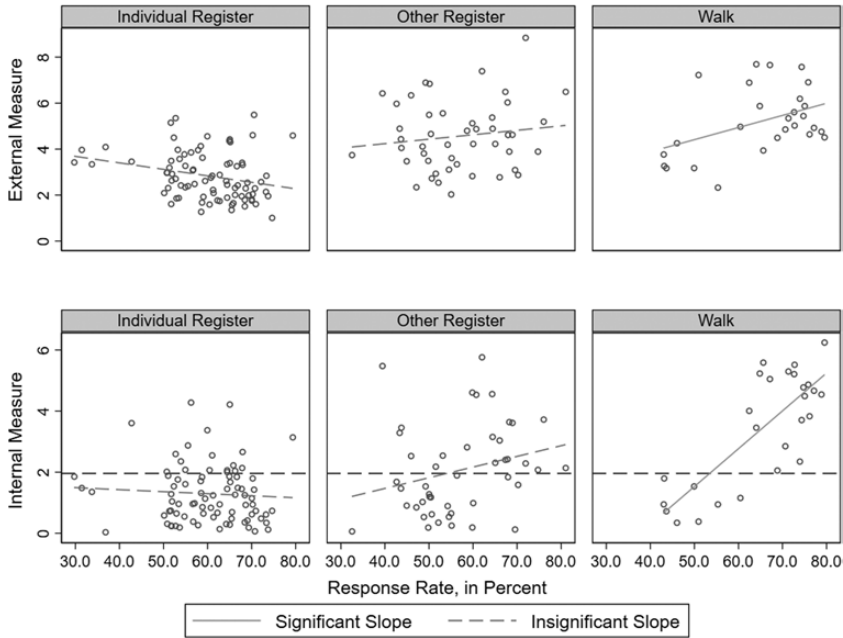 Individual Register
Other Register
Walk
External Measure
8
6
4
2
0
Individual Register
Other Register
Walk
Internal Measure
6
4
2
0
30.0 40.0 50.0 60.0 70.0 80.0
30.0 40.0 50.0 60.0 70.0 80.0
30.0 40.0 50.0 60.0 70.0 80.0
Response Rate, in Percent
Significant Slope
Insignificant Slope